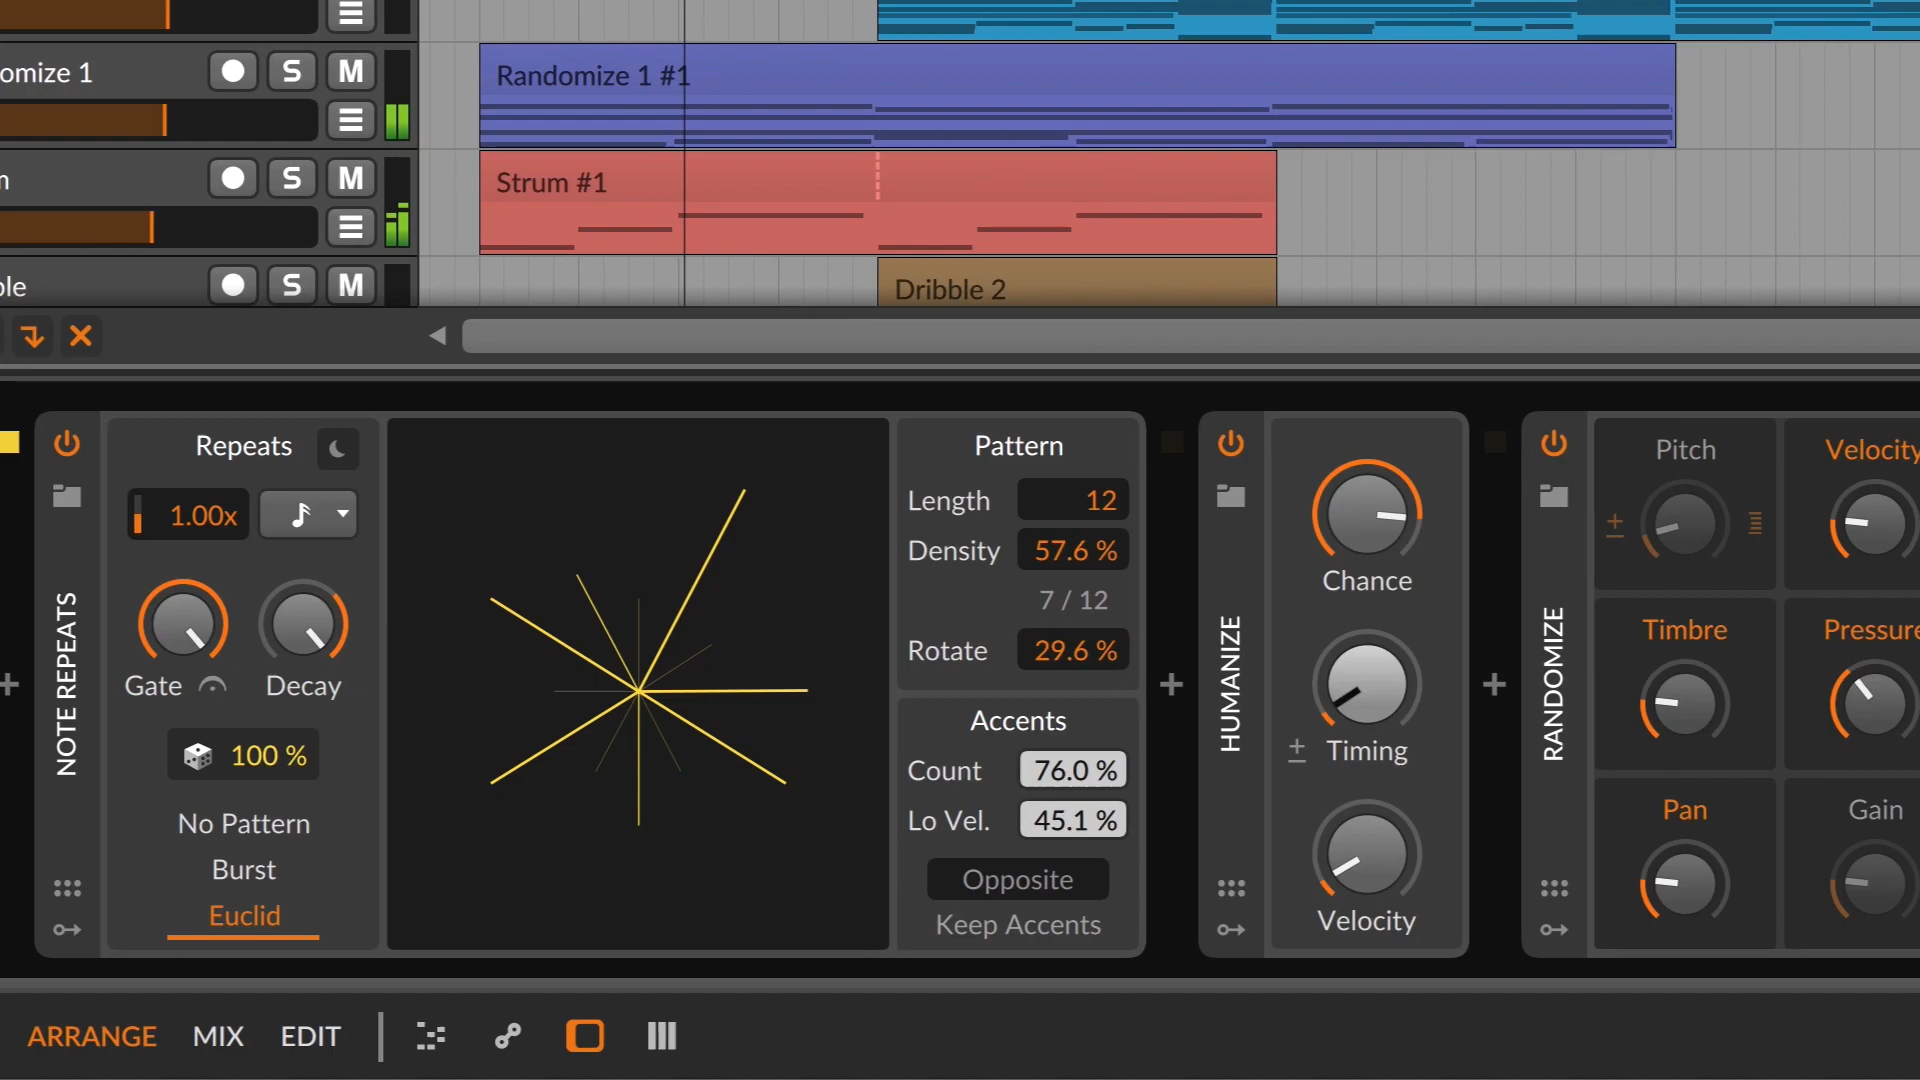 omize 1
S
M
Randomize 1 #1
m
S
M
Strum #1
ole
S
M
Dribble 2
NOTE REPEATS
Repeats
1.00x
Gate
Decay
100 %
No Pattern
Burst
Euclid
Pattern
Length 12
Density 57.6 %
7 / 12
Rotate 29.6 %
Accents
Count 76.0 %
Lo Vel. 45.1 %
Opposite
Keep Accents
HUMANIZE
Chance
± Timing
Velocity
RANDOMIZE
Pitch
±
Velocity
Timbre
Pressure
Pan
Gain
ARRANGE MIX EDIT